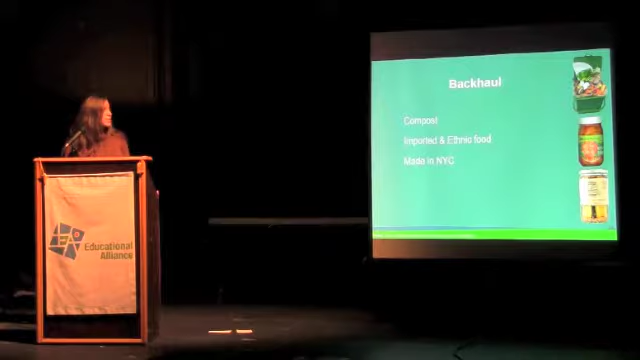 Backhaul
Compost
Imported & Ethnic food
Made in NYC
Educational
Alliance